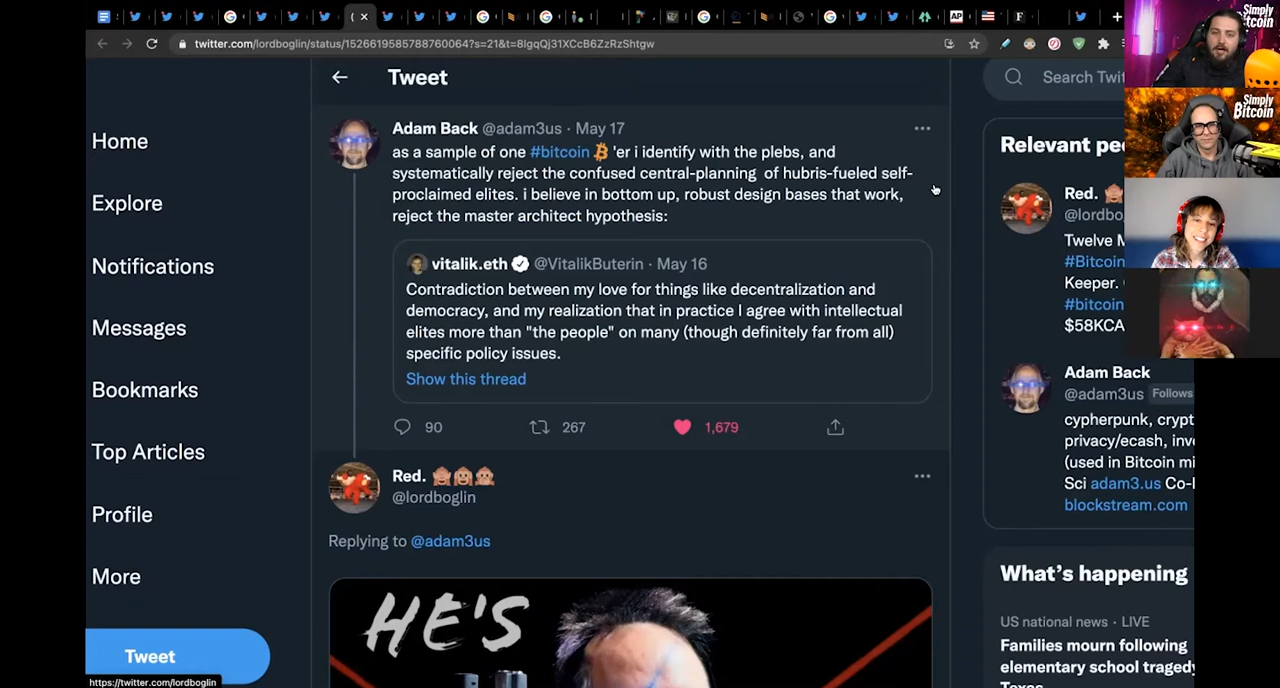 twitter.com/lordboglin/status/1526619585788760064?s=21&t=8IgqQj31XCcB6ZzRzShtgw
Simply
Bitcoin
Simply
Bitcoin
Home
Explore
Notifications
Messages
Bookmarks
Top Articles
Profile
More
Tweet
https://twitter.com/lordboglin
Tweet
Adam Back @adam3us · May 17
as a sample of one #bitcoin 'er i identify with the plebs, and
systematically reject the confused central-planning of hubris-fueled self-
proclaimed elites. i believe in bottom up, robust design bases that work,
reject the master architect hypothesis:
vitalik.eth @VitalikButerin · May 16
Contradiction between my love for things like decentralization and
democracy, and my realization that in practice I agree with intellectual
elites more than "the people" on many (though definitely far from all)
specific policy issues.
Show this thread
90 267 1,679
Red.
@lordboglin
Replying to @adam3us
HE'S
Search Twit
Relevant pe
Red.
@lordbo
Twelve M
#Bitcoin
Keeper.
#bitcoin
$58KCA
Adam Back
@adam3us Follows
cypherpunk, crypt
privacy/ecash, inve
(used in Bitcoin mi
Sci adam3.us Co-
blockstream.com
What's happening
US national news · LIVE
Families mourn following
elementary school tragedy
Texas